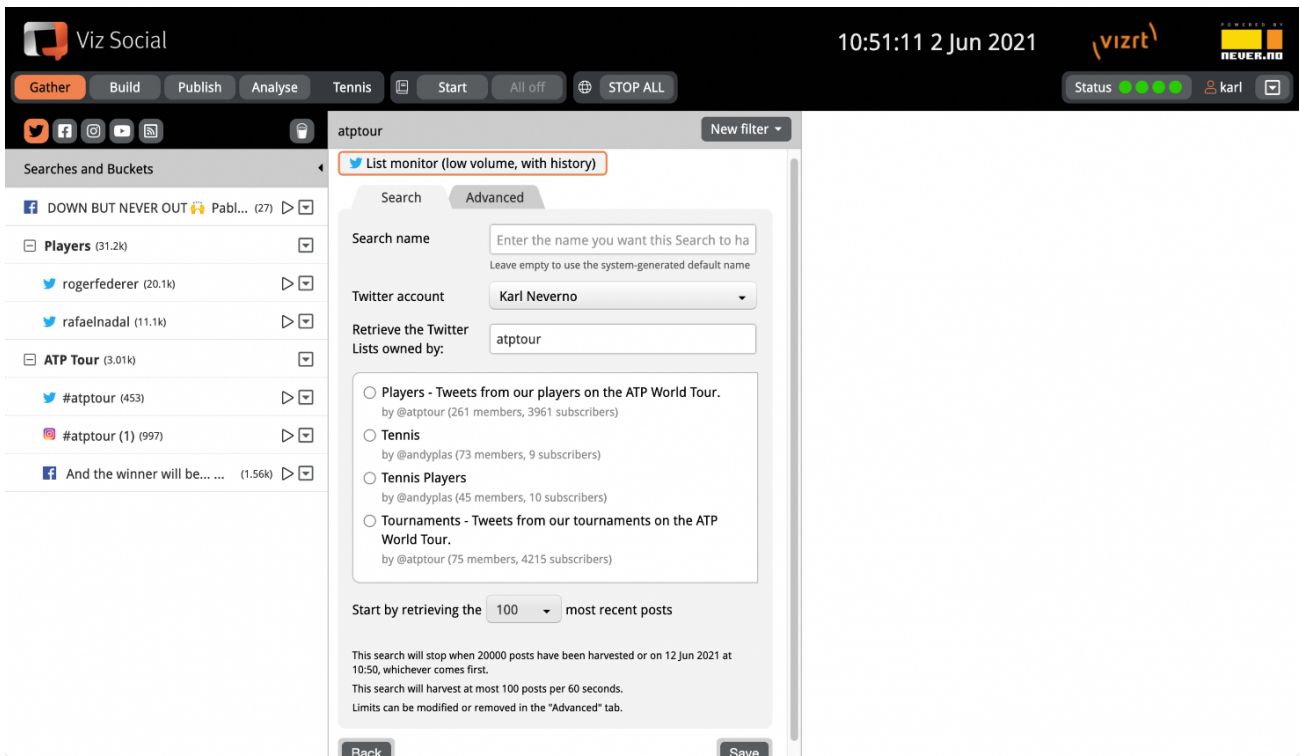 Viz Social
10:51:11 2 Jun 2021
vizrt
POWERED BY
NEVER.NO
Gather
Build
Publish
Analyse
Tennis
Start
All off
STOP ALL
Status
karl
Searches and Buckets
DOWN BUT NEVER OUT 🙌 Pabl... (27)
Players (31.2k)
rogerfederer (20.1k)
rafaelnadal (11.1k)
ATP Tour (3.01k)
#atptour (453)
#atptour (1) (997)
And the winner will be... ... (1.56k)
atptour
New filter
List monitor (low volume, with history)
Search
Advanced
Search name
Enter the name you want this Search to ha
Leave empty to use the system-generated default name
Twitter account
Karl Neverno
Retrieve the Twitter
Lists owned by:
atptour
Players - Tweets from our players on the ATP World Tour.
by @atptour (261 members, 3961 subscribers)
Tennis
by @andyplas (73 members, 9 subscribers)
Tennis Players
by @andyplas (45 members, 10 subscribers)
Tournaments - Tweets from our tournaments on the ATP
World Tour.
by @atptour (75 members, 4215 subscribers)
Start by retrieving the 100 most recent posts
This search will stop when 20000 posts have been harvested or on 12 Jun 2021 at
10:50, whichever comes first.
This search will harvest at most 100 posts per 60 seconds.
Limits can be modified or removed in the "Advanced" tab.
Back
Save